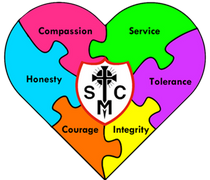 Compassion
Service
Honesty
Tolerance
S C
M
Courage
Integrity